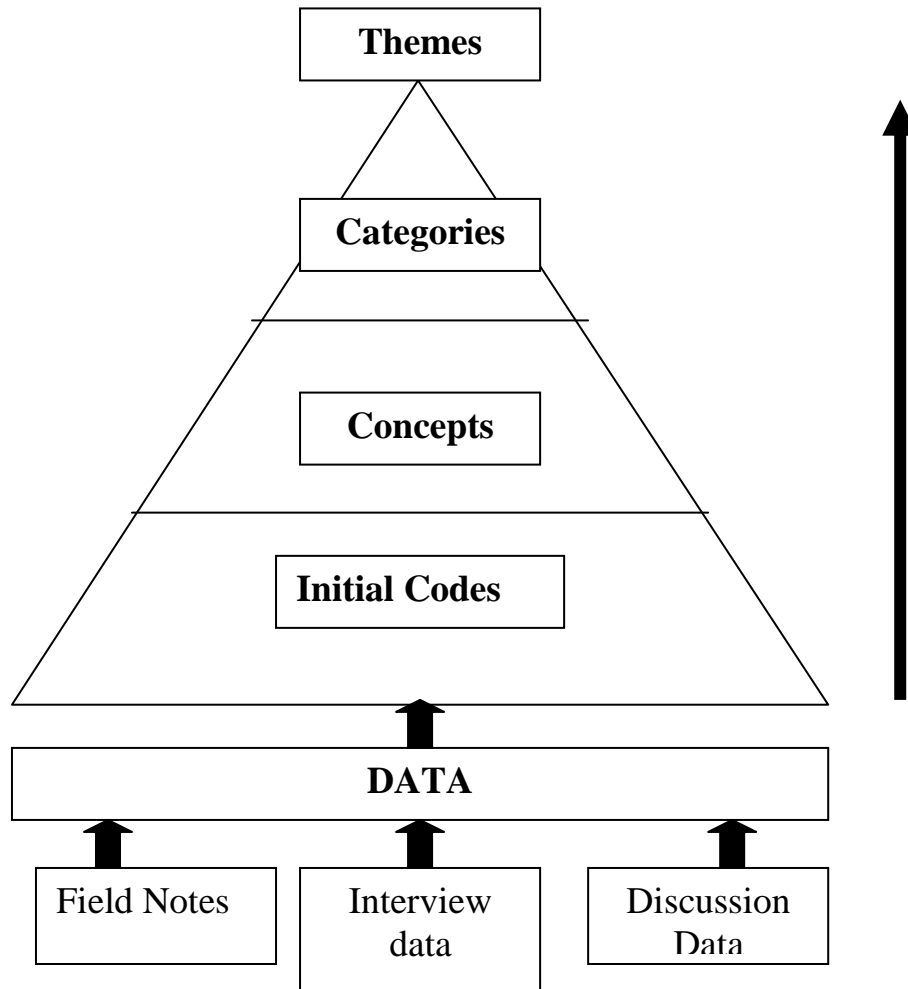 Themes
Categories
Concepts
Initial Codes
DATA
Field Notes
Interview
data
Discussion
Data